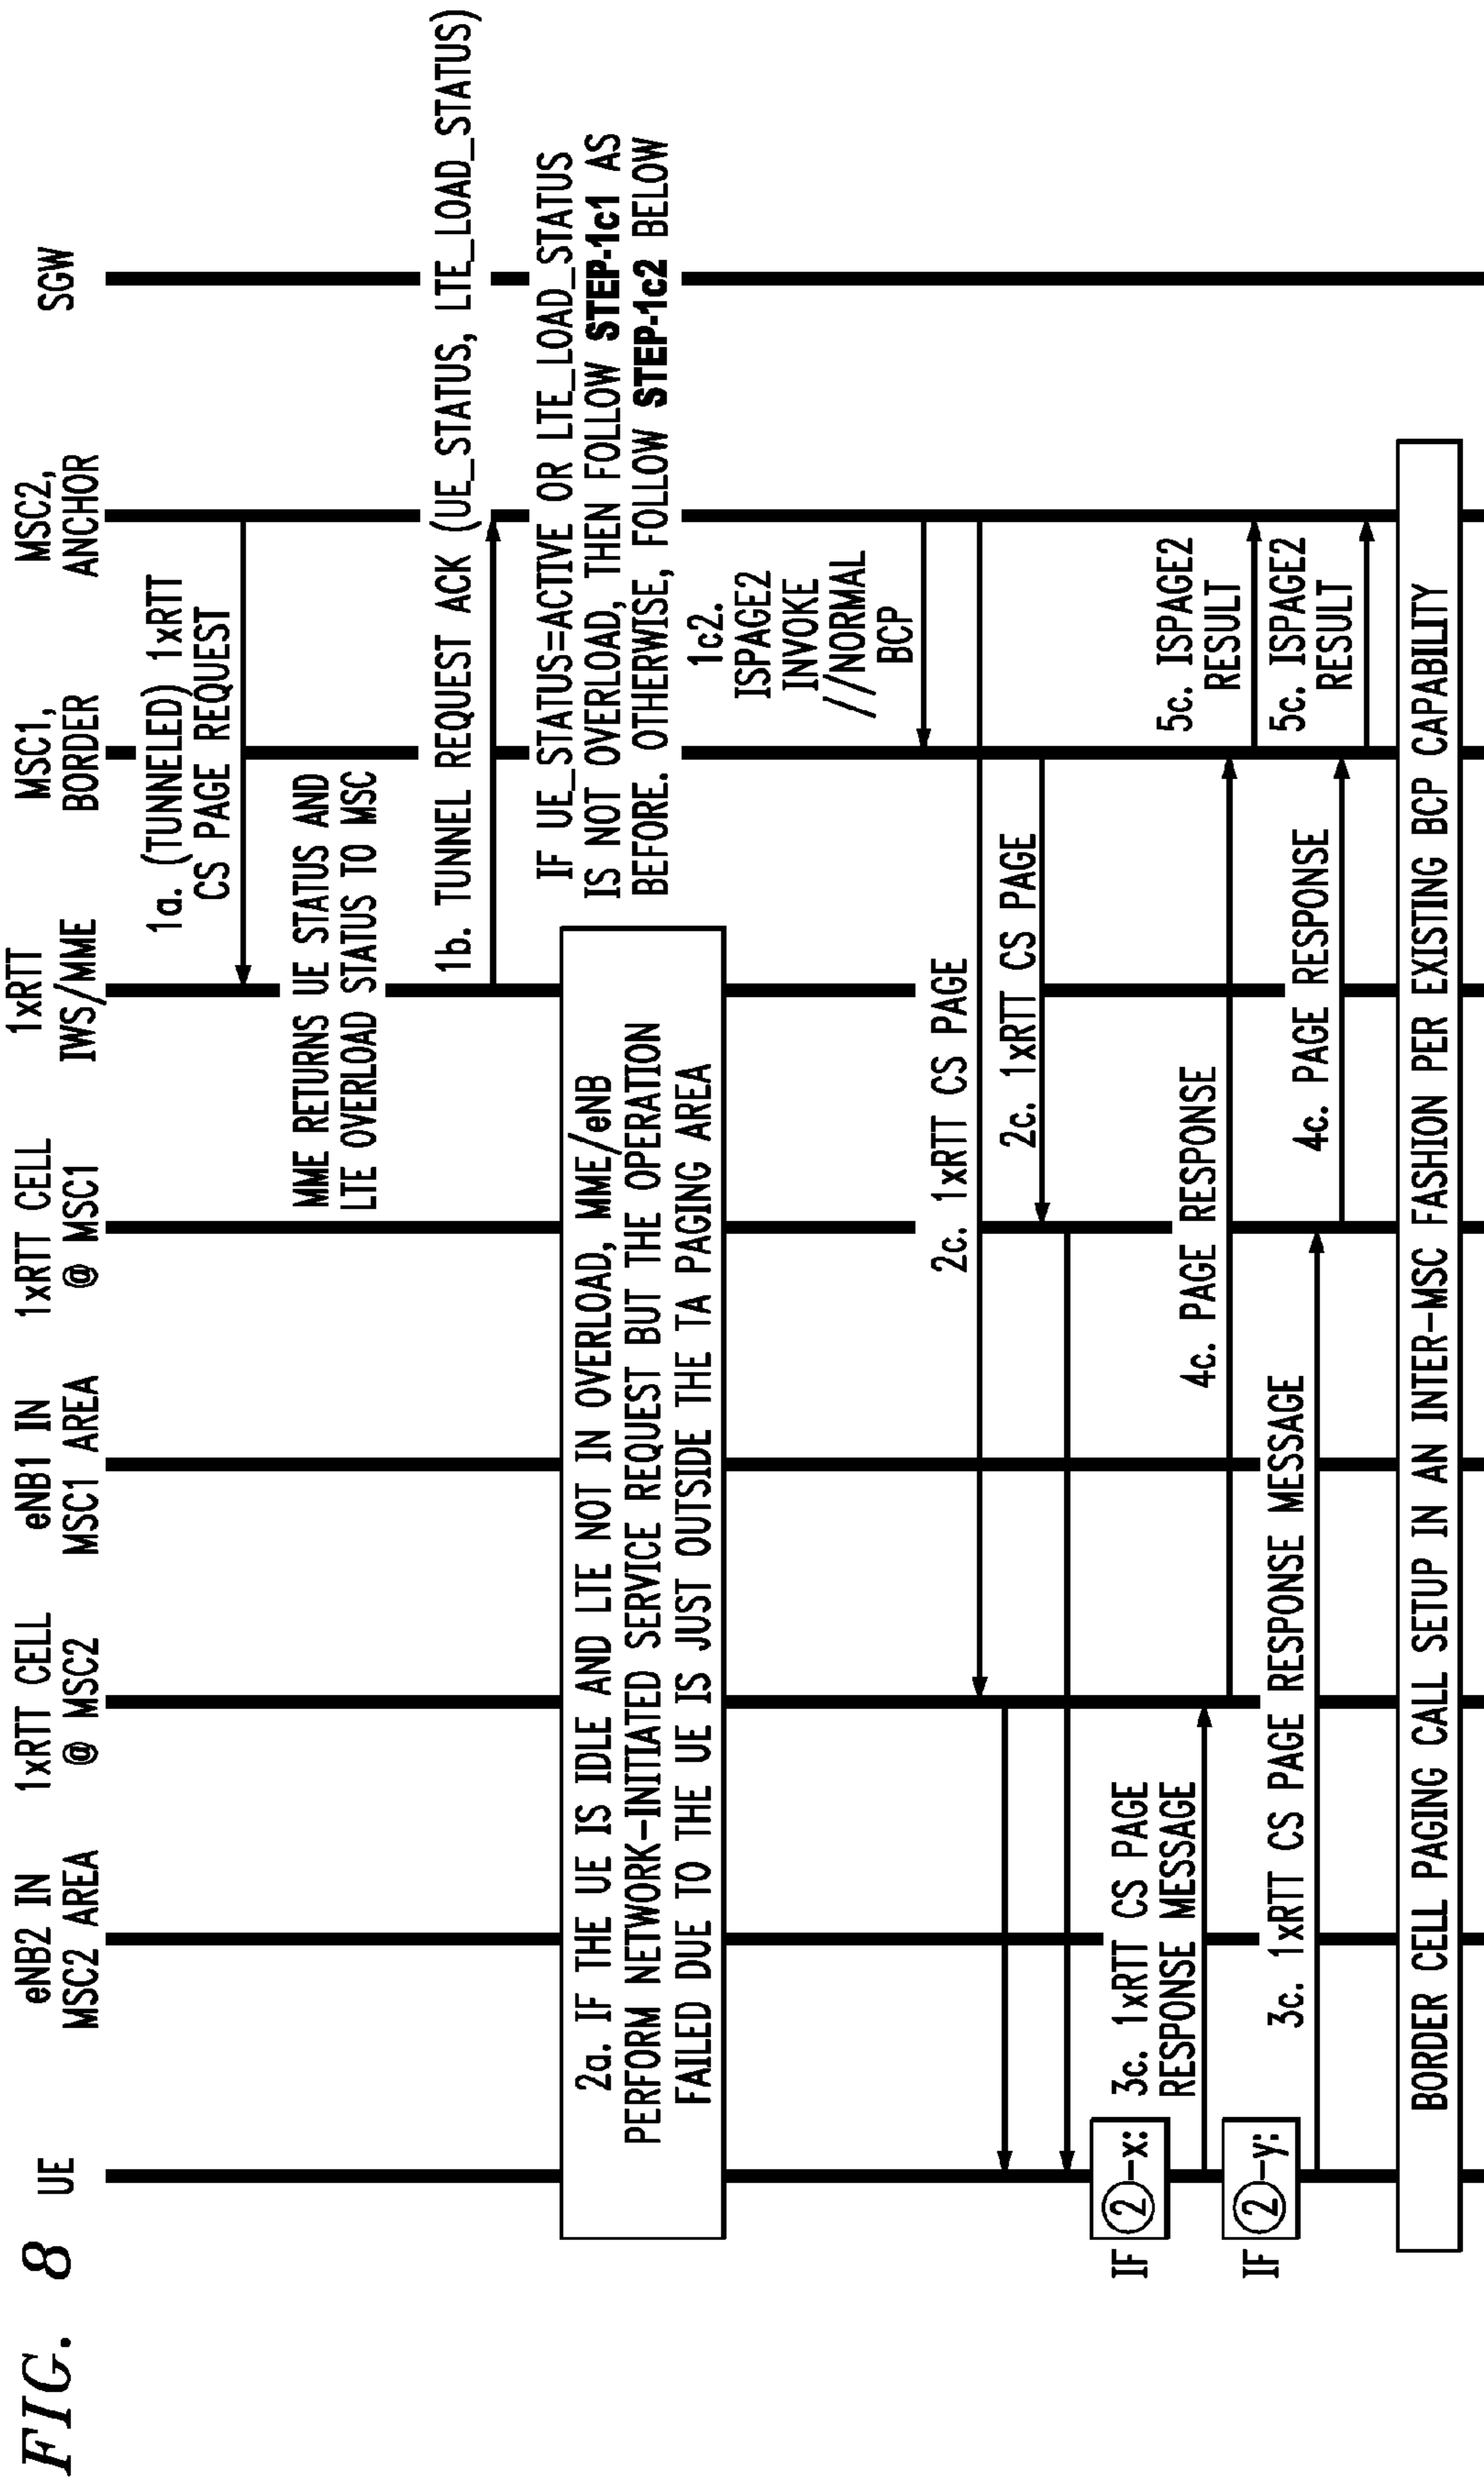 FIG. 8
UE
eNB2 IN
MSC2 AREA
1xRTT CELL
@ MSC2
eNB1 IN
MSC1 AREA
1xRTT CELL
@ MSC1
1xRTT
IWS/MME
MSC1,
BORDER
MSC2,
ANCHOR
SGW
1a. (TUNNELED) 1xRTT
CS PAGE REQUEST
MME RETURNS UE STATUS AND
LTE OVERLOAD STATUS TO MSC
1b. TUNNEL REQUEST ACK (UE_STATUS, LTE_LOAD_STATUS)
IF UE_STATUS=ACTIVE OR LTE_LOAD_STATUS
IS NOT OVERLOAD, THEN FOLLOW STEP-1c1 AS
BEFORE. OTHERWISE, FOLLOW STEP-1c2 BELOW
2a. IF THE UE IS IDLE AND LTE NOT IN OVERLOAD, MME/eNB
PERFORM NETWORK-INITIATED SERVICE REQUEST BUT THE OPERATION
FAILED DUE TO THE UE IS JUST OUTSIDE THE TA PAGING AREA
1c2.
ISPAGE2
INVOKE
//NORMAL
BCP
2c. 1xRTT CS PAGE
2c. 1xRTT CS PAGE
IF 2-x:
3c. 1xRTT CS PAGE
RESPONSE MESSAGE
4c. PAGE RESPONSE
5c. ISPAGE2
RESULT
IF 2-y:
3c. 1xRTT CS PAGE RESPONSE MESSAGE
4c. PAGE RESPONSE
5c. ISPAGE2
RESULT
BORDER CELL PAGING CALL SETUP IN AN INTER-MSC FASHION PER EXISTING BCP CAPABILITY